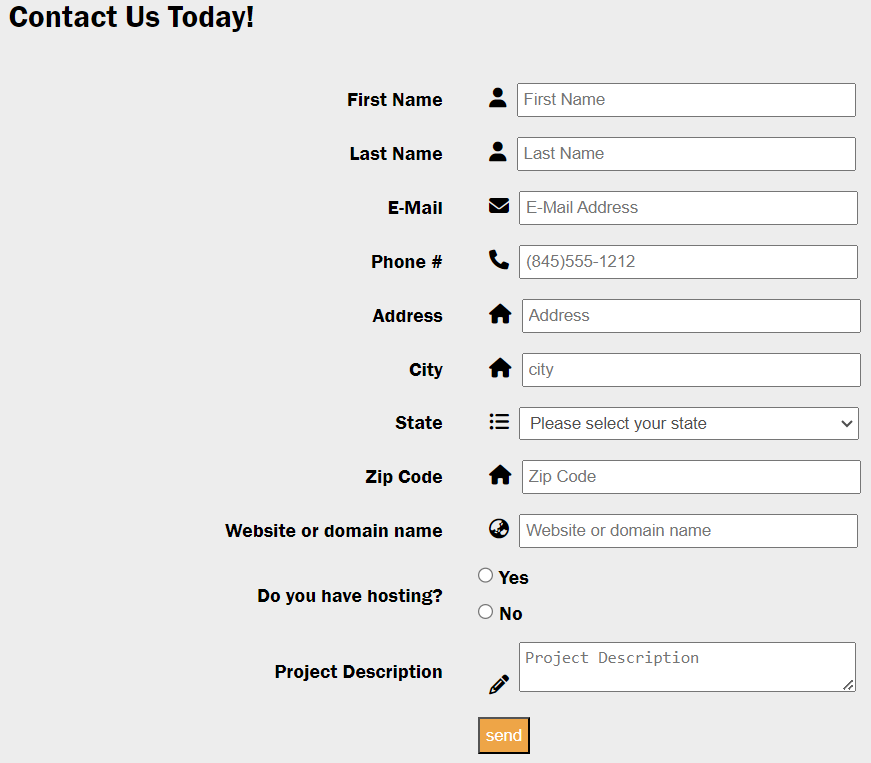 Contact Us Today!
First Name First Name
Last Name Last Name
E-Mail E-Mail Address
Phone # (845)555-1212
Address Address
City city
State Please select your state
Zip Code Zip Code
Website or domain name Website or domain name
Do you have hosting?
Yes
No
Project Description Project Description
send